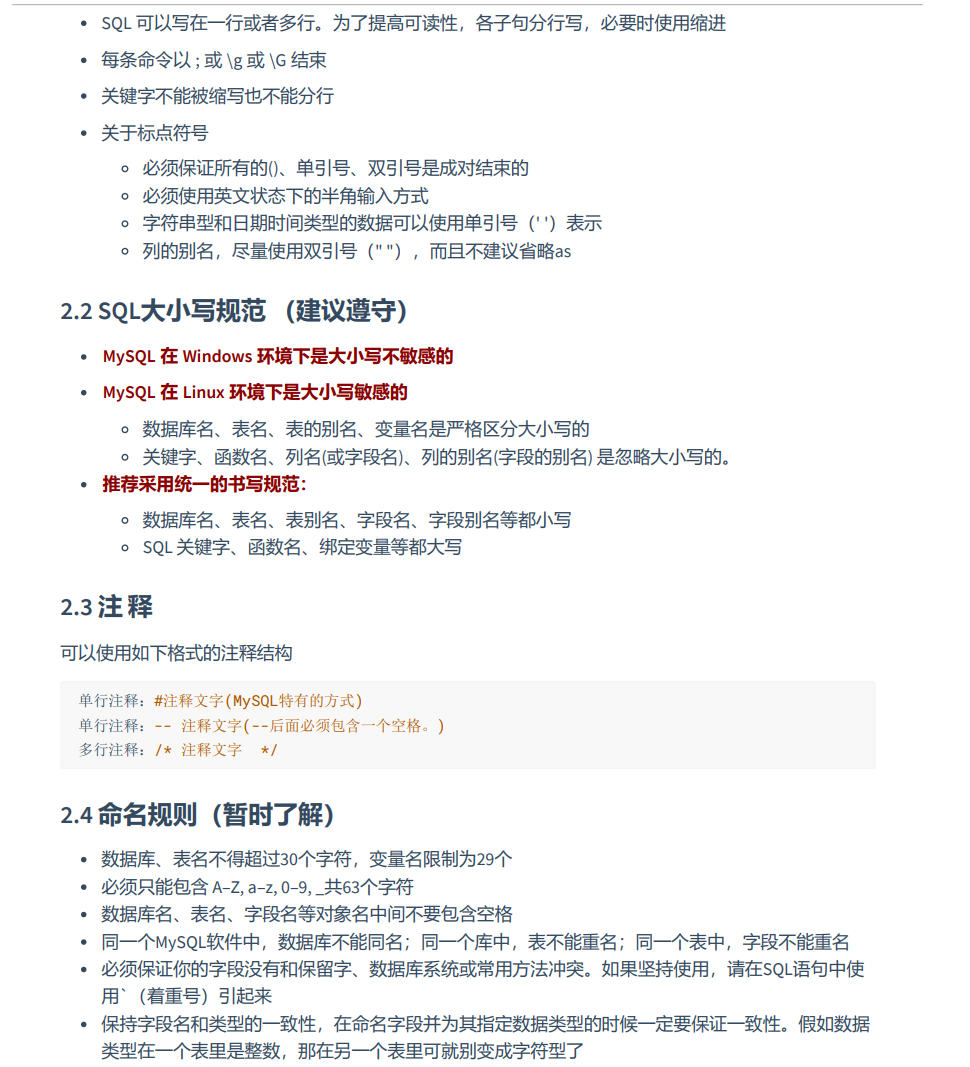 • SQL 可以写在一行或者多行。为了提高可读性，各子句分行写，必要时使用缩进
• 每条命令以 ; 或 \g 或 \G 结束
• 关键字不能被缩写也不能分行
• 关于标点符号
◦ 必须保证所有的()、单引号、双引号是成对结束的
◦ 必须使用英文状态下的半角输入方式
◦ 字符串型和日期时间类型的数据可以使用单引号（' '）表示
◦ 列的别名，尽量使用双引号（" "），而且不建议省略as
2.2 SQL大小写规范 （建议遵守）
• MySQL 在 Windows 环境下是大小写不敏感的
• MySQL 在 Linux 环境下是大小写敏感的
◦ 数据库名、表名、表的别名、变量名是严格区分大小写的
◦ 关键字、函数名、列名(或字段名)、列的别名(字段的别名) 是忽略大小写的。
• 推荐采用统一的书写规范：
◦ 数据库名、表名、表别名、字段名、字段别名等都小写
◦ SQL 关键字、函数名、绑定变量等都大写
2.3 注 释
可以使用如下格式的注释结构
单行注释：#注释文字(MySQL特有的方式)
单行注释：-- 注释文字(--后面必须包含一个空格。)
多行注释：/* 注释文字  */
2.4 命名规则（暂时了解）
• 数据库、表名不得超过30个字符，变量名限制为29个
• 必须只能包含 A–Z, a–z, 0–9, _共63个字符
• 数据库名、表名、字段名等对象名中间不要包含空格
• 同一个MySQL软件中，数据库不能同名；同一个库中，表不能重名；同一个表中，字段不能重名
• 必须保证你的字段没有和保留字、数据库系统或常用方法冲突。如果坚持使用，请在SQL语句中使
用`（着重号）引起来
• 保持字段名和类型的一致性，在命名字段并为其指定数据类型的时候一定要保证一致性。假如数据
类型在一个表里是整数，那在另一个表里可就别变成字符型了